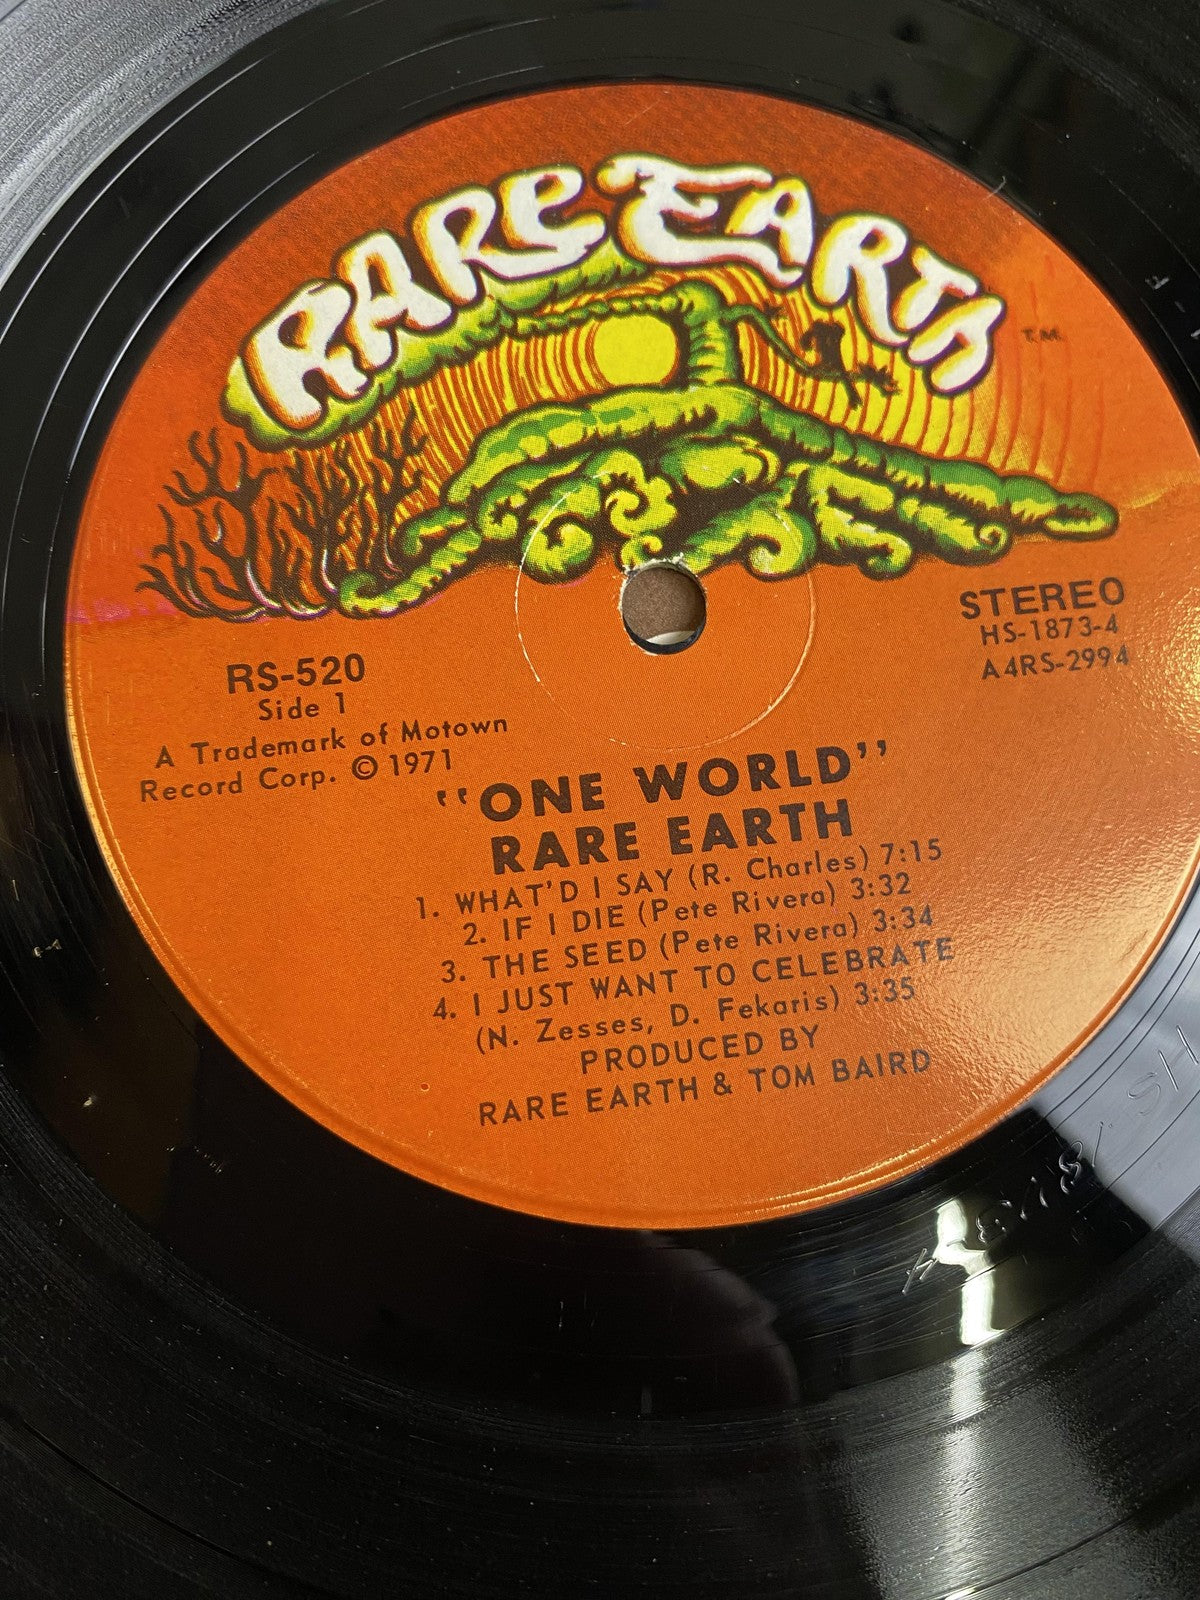 RARE EARTH
T.M.
STEREO
HS-1873-4
A4RS-2994
RS-520
Side 1
A Trademark of Motown
Record Corp. © 1971
"ONE WORLD"
RARE EARTH
1. WHAT'D I SAY (R. Charles) 7:15
2. IF I DIE (Pete Rivera) 3:32
3. THE SEED (Pete Rivera) 3:34
4. I JUST WANT TO CELEBRATE
(N. Zesses, D. Fekaris) 3:35
PRODUCED BY
RARE EARTH & TOM BAIRD